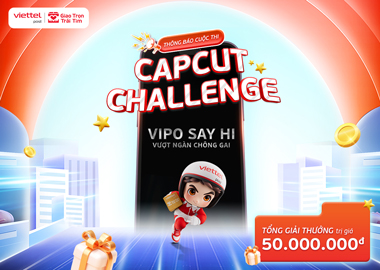 viettel
post
Giao Trọn
Trái Tim
THÔNG BÁO CUỘC THI
CAPCUT
CHALLENGE
VIPO SAY HI
VƯỢT NGÀN CHÔNG GAI
viettel
TỔNG GIẢI THƯỞNG trị giá
50.000.000đ